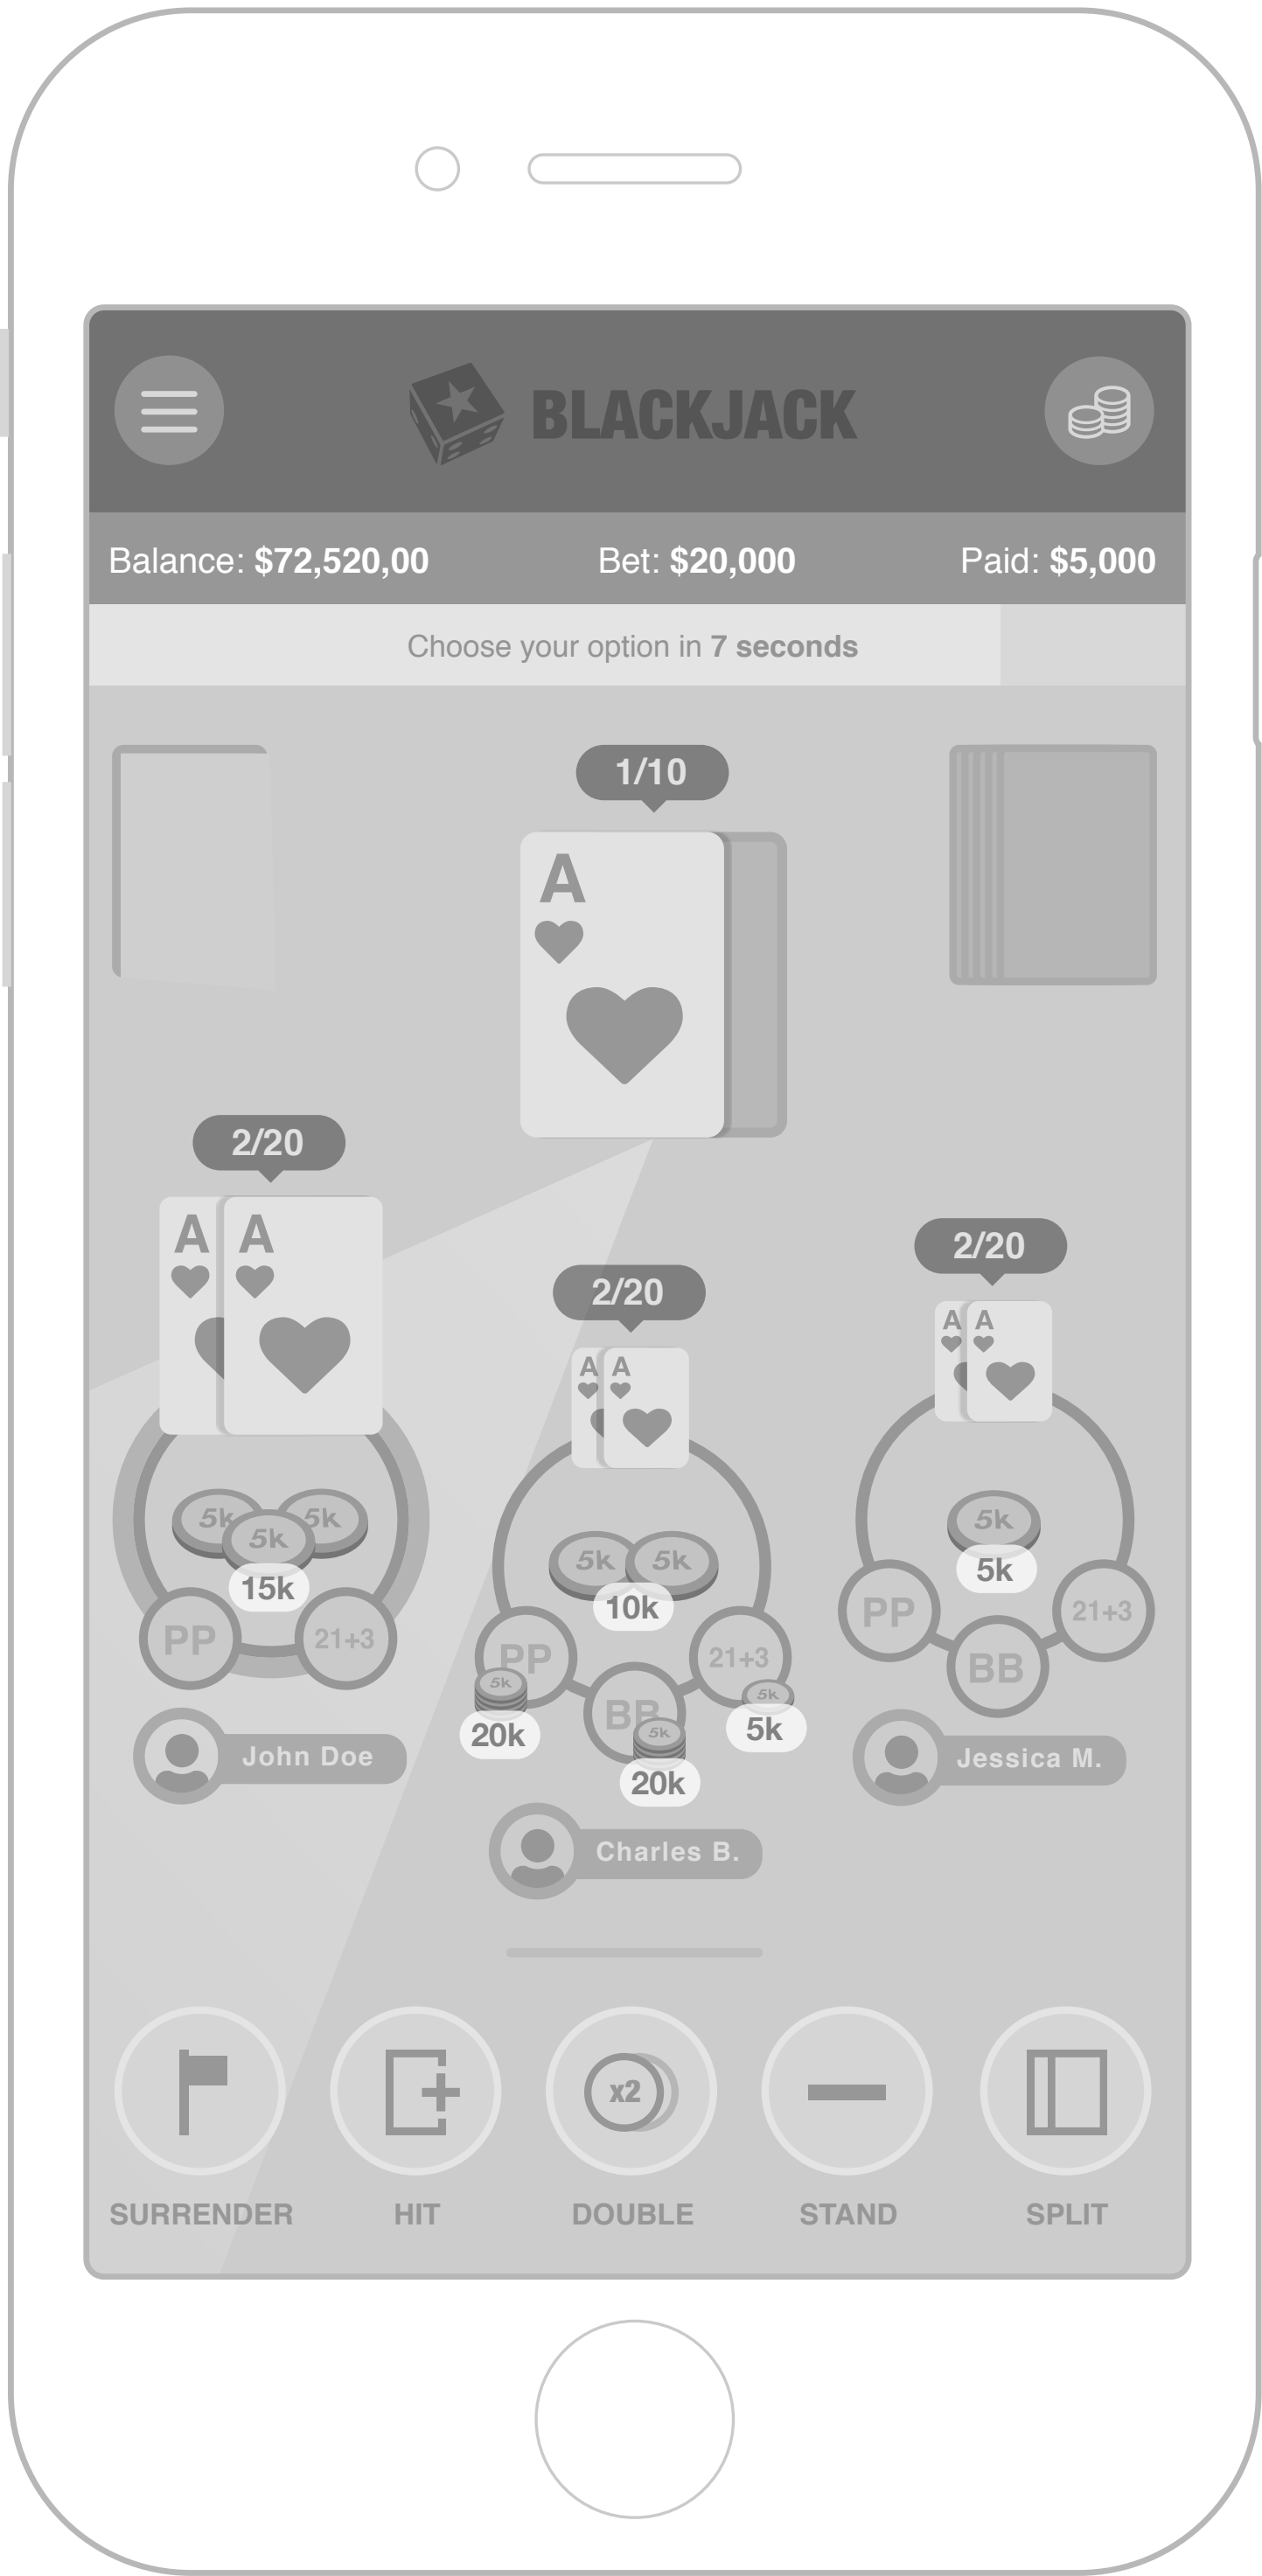 BLACKJACK
Balance: $72,520,00 Bet: $20,000 Paid: $5,000
Choose your option in 7 seconds
1/10
A
2/20
A A
2/20
A A
2/20
A A
5k 5k 5k
15k
PP 21+3
John Doe
5k 5k
10k
PP 21+3
5k
20k
BB
5k
20k
5k
5k
Charles B.
5k
5k
PP 21+3
BB
Jessica M.
x2
SURRENDER HIT DOUBLE STAND SPLIT